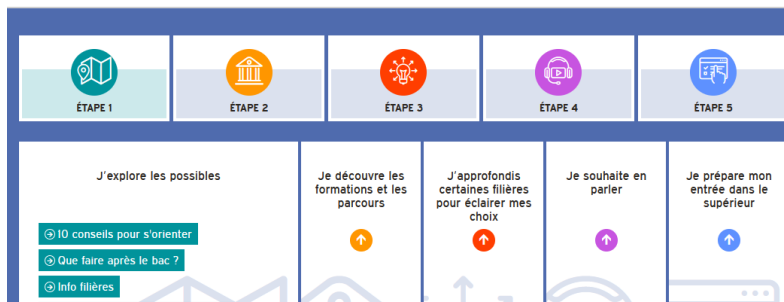 ÉTAPE 1
ÉTAPE 2
ÉTAPE 3
ÉTAPE 4
ÉTAPE 5
J'explore les possibles
10 conseils pour s'orienter
Que faire après le bac ?
Info filières
Je découvre les
formations et les
parcours
J'approfondis
certaines filières
pour éclairer mes
choix
Je souhaite en
parler
Je prépare mon
entrée dans le
supérieur